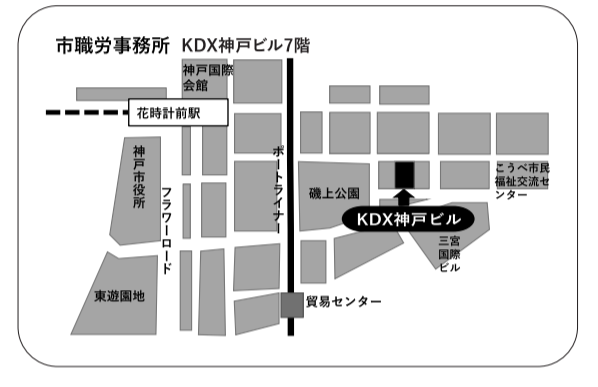 市職労事務所 KDX神戸ビル7階
神戸国際
会館
花時計前駅
神戸市役所
フラワーロード
ポートライナー
磯上公園
こうべ市民
福祉交流セ
ンター
KDX神戸ビル
三宮
国際
ビル
東遊園地
貿易センター